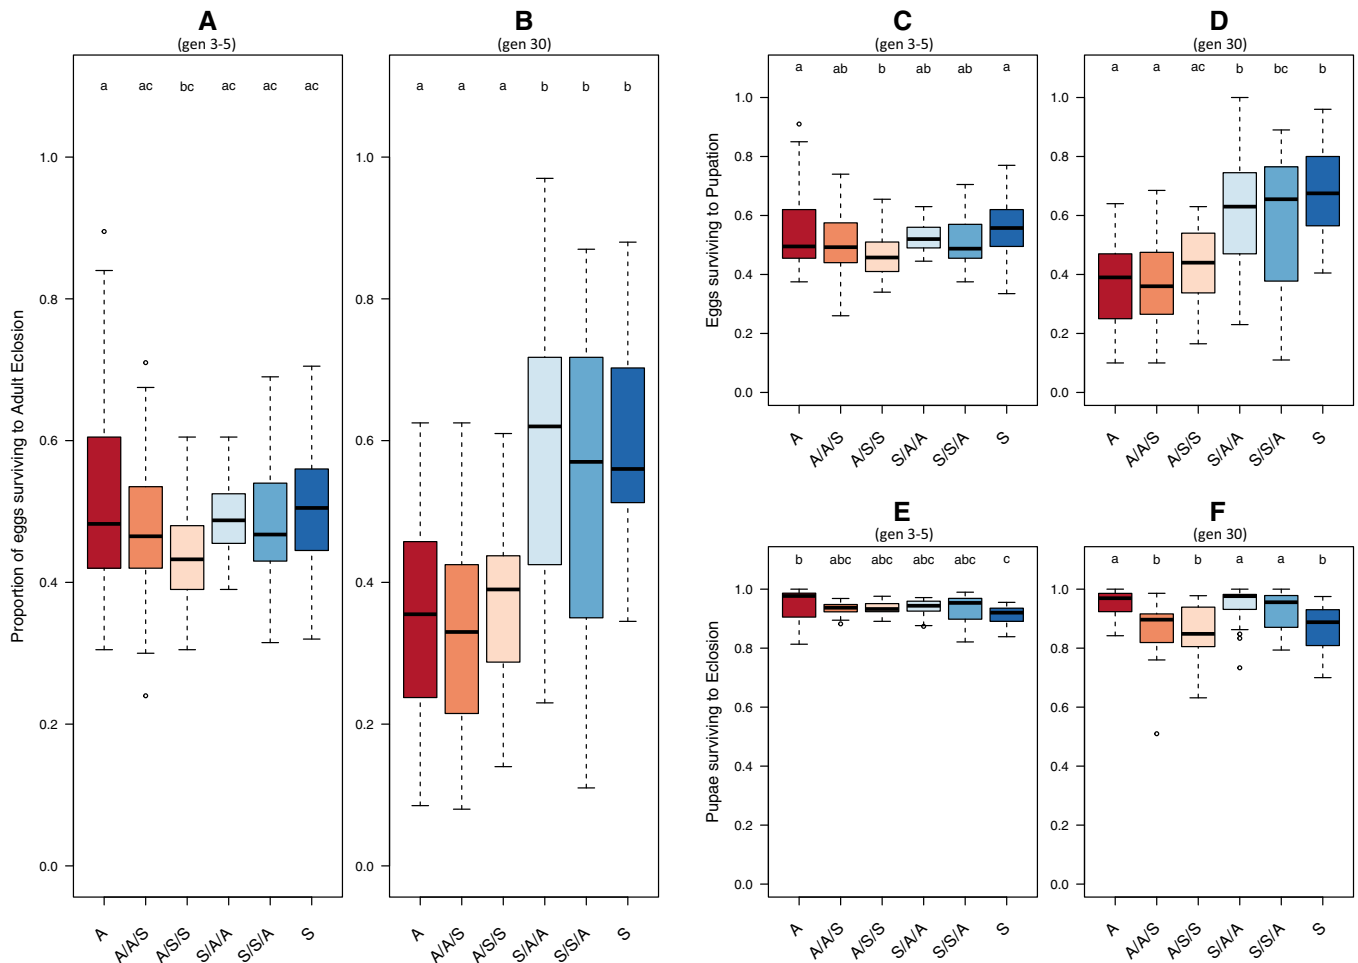 A
(gen 3-5)
a ac bc ac ac ac
Proportion of eggs surviving to Adult Eclosion
1.0
0.8
0.6
0.4
0.2
0.0
A A/A/S A/S/S S/A/A S/S/A S
B
(gen 30)
a a a b b b
1.0
0.8
0.6
0.4
0.2
0.0
A A/A/S A/S/S S/A/A S/S/A S
C
(gen 3-5)
a ab b ab ab a
Eggs surviving to Pupation
1.0
0.8
0.6
0.4
0.2
0.0
A A/A/S A/S/S S/A/A S/S/A S
D
(gen 30)
a a ac b bc b
1.0
0.8
0.6
0.4
0.2
0.0
A A/A/S A/S/S S/A/A S/S/A S
E
(gen 3-5)
b abc abc abc abc c
Pupae surviving to Eclosion
1.0
0.8
0.6
0.4
0.2
0.0
A A/A/S A/S/S S/A/A S/S/A S
F
(gen 30)
a b b a a b
1.0
0.8
0.6
0.4
0.2
0.0
A A/A/S A/S/S S/A/A S/S/A S